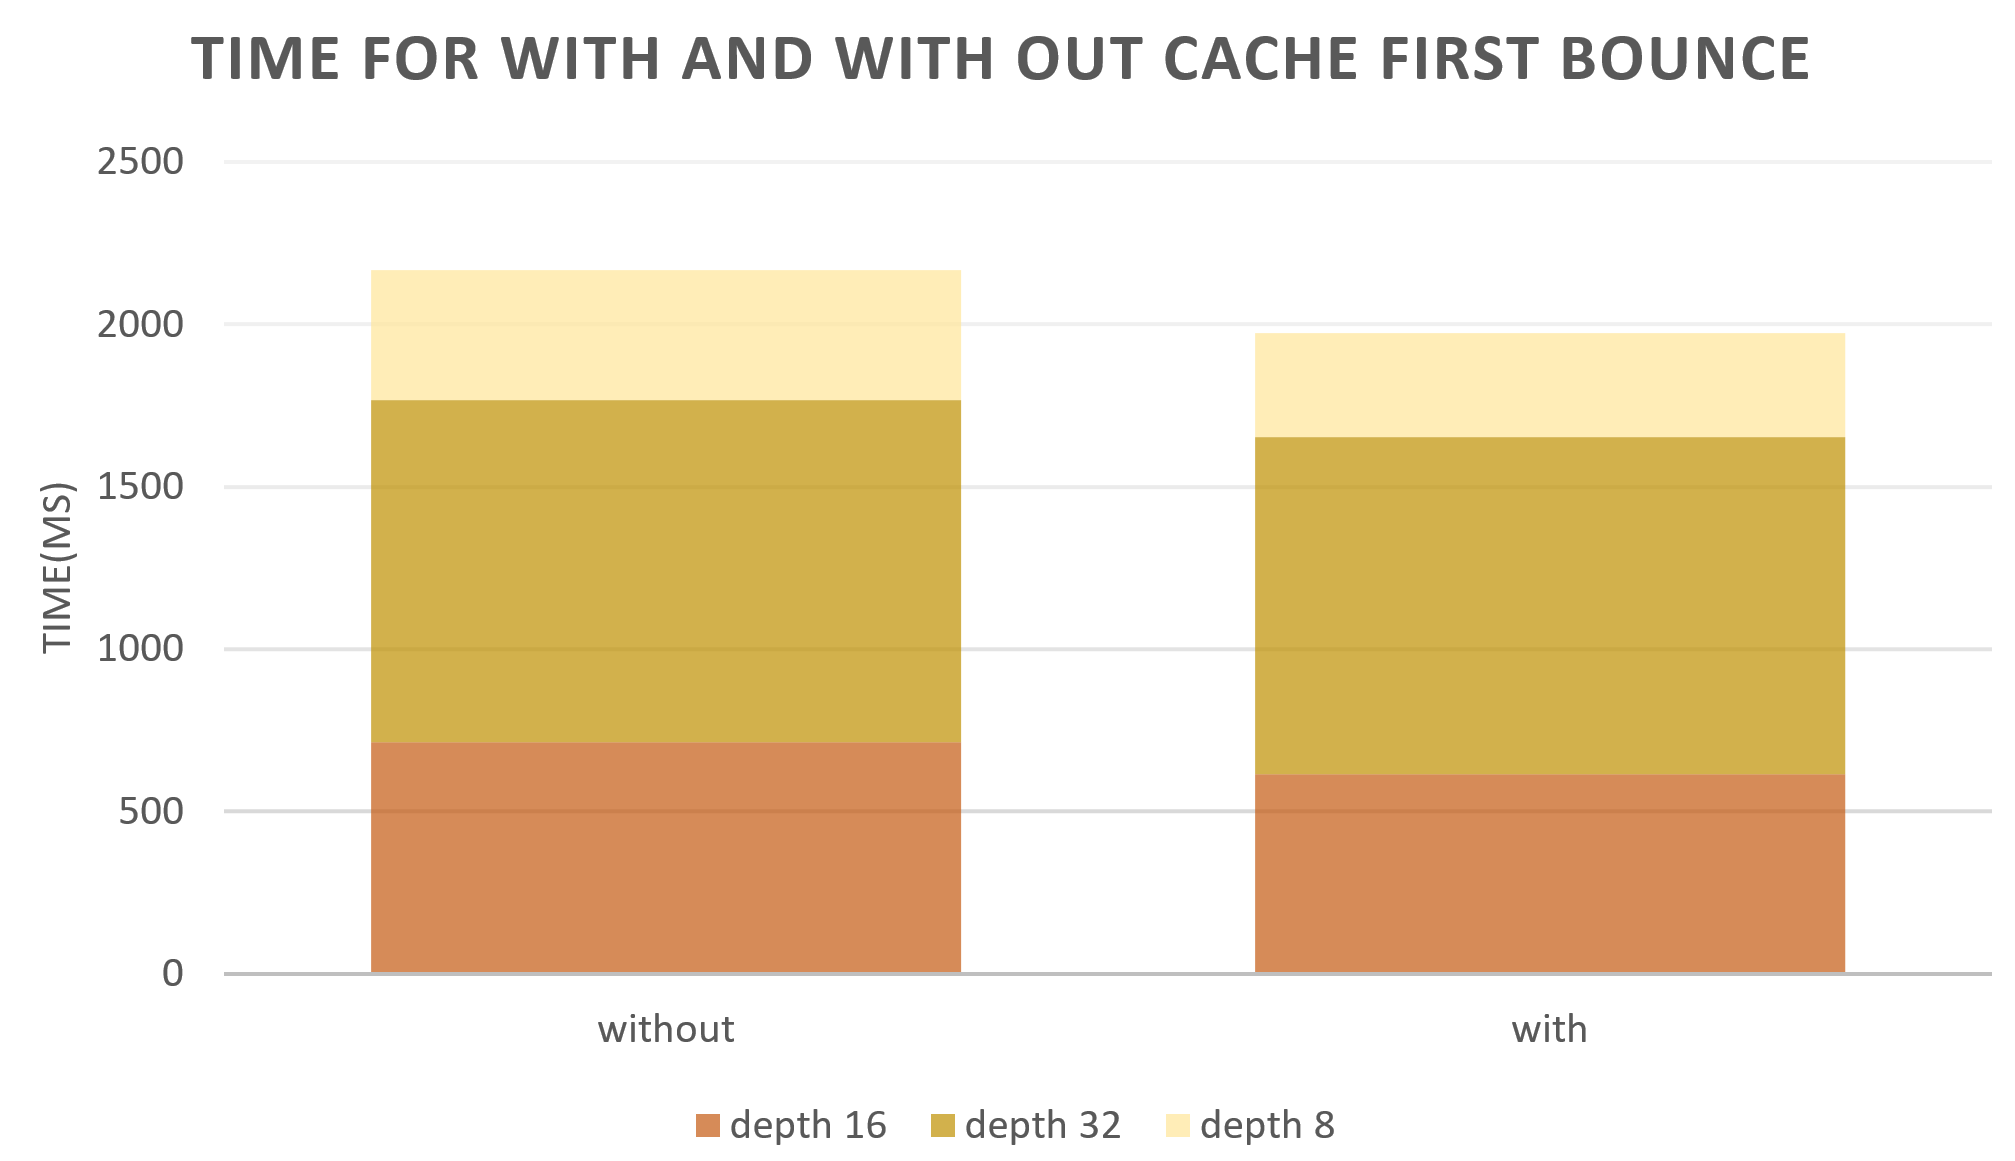 TIME FOR WITH AND WITH OUT CACHE FIRST BOUNCE
TIME(MS)
2500
2000
1500
1000
500
0
without with
depth 16 depth 32 depth 8